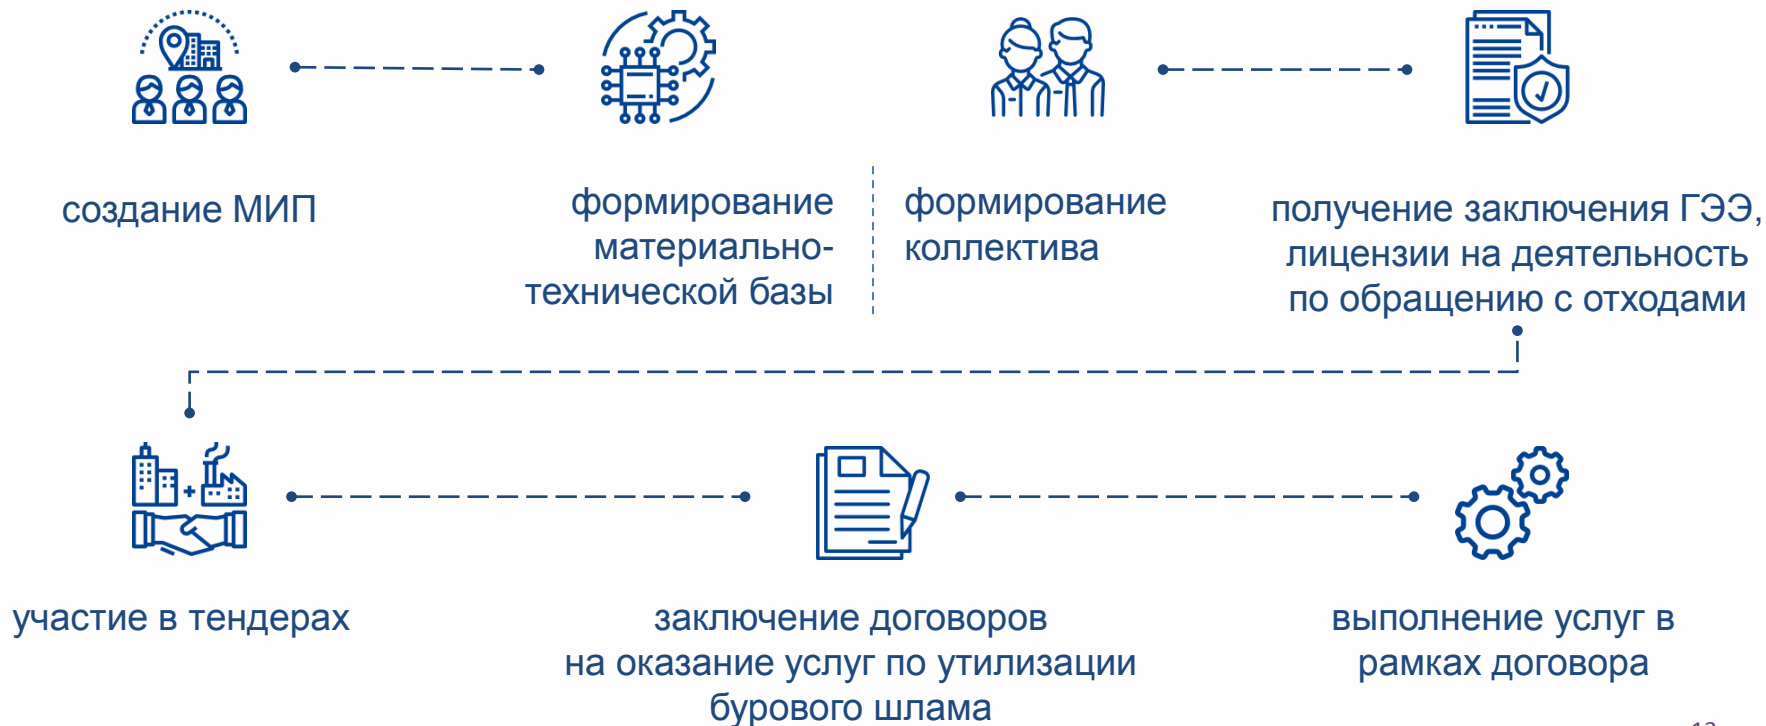 создание МИП
формирование
материально-
технической базы
формирование
коллектива
получение заключения ГЭЭ,
лицензии на деятельность
по обращению с отходами
участие в тендерах
заключение договоров
на оказание услуг по утилизации
бурового шлама
выполнение услуг в
рамках договора